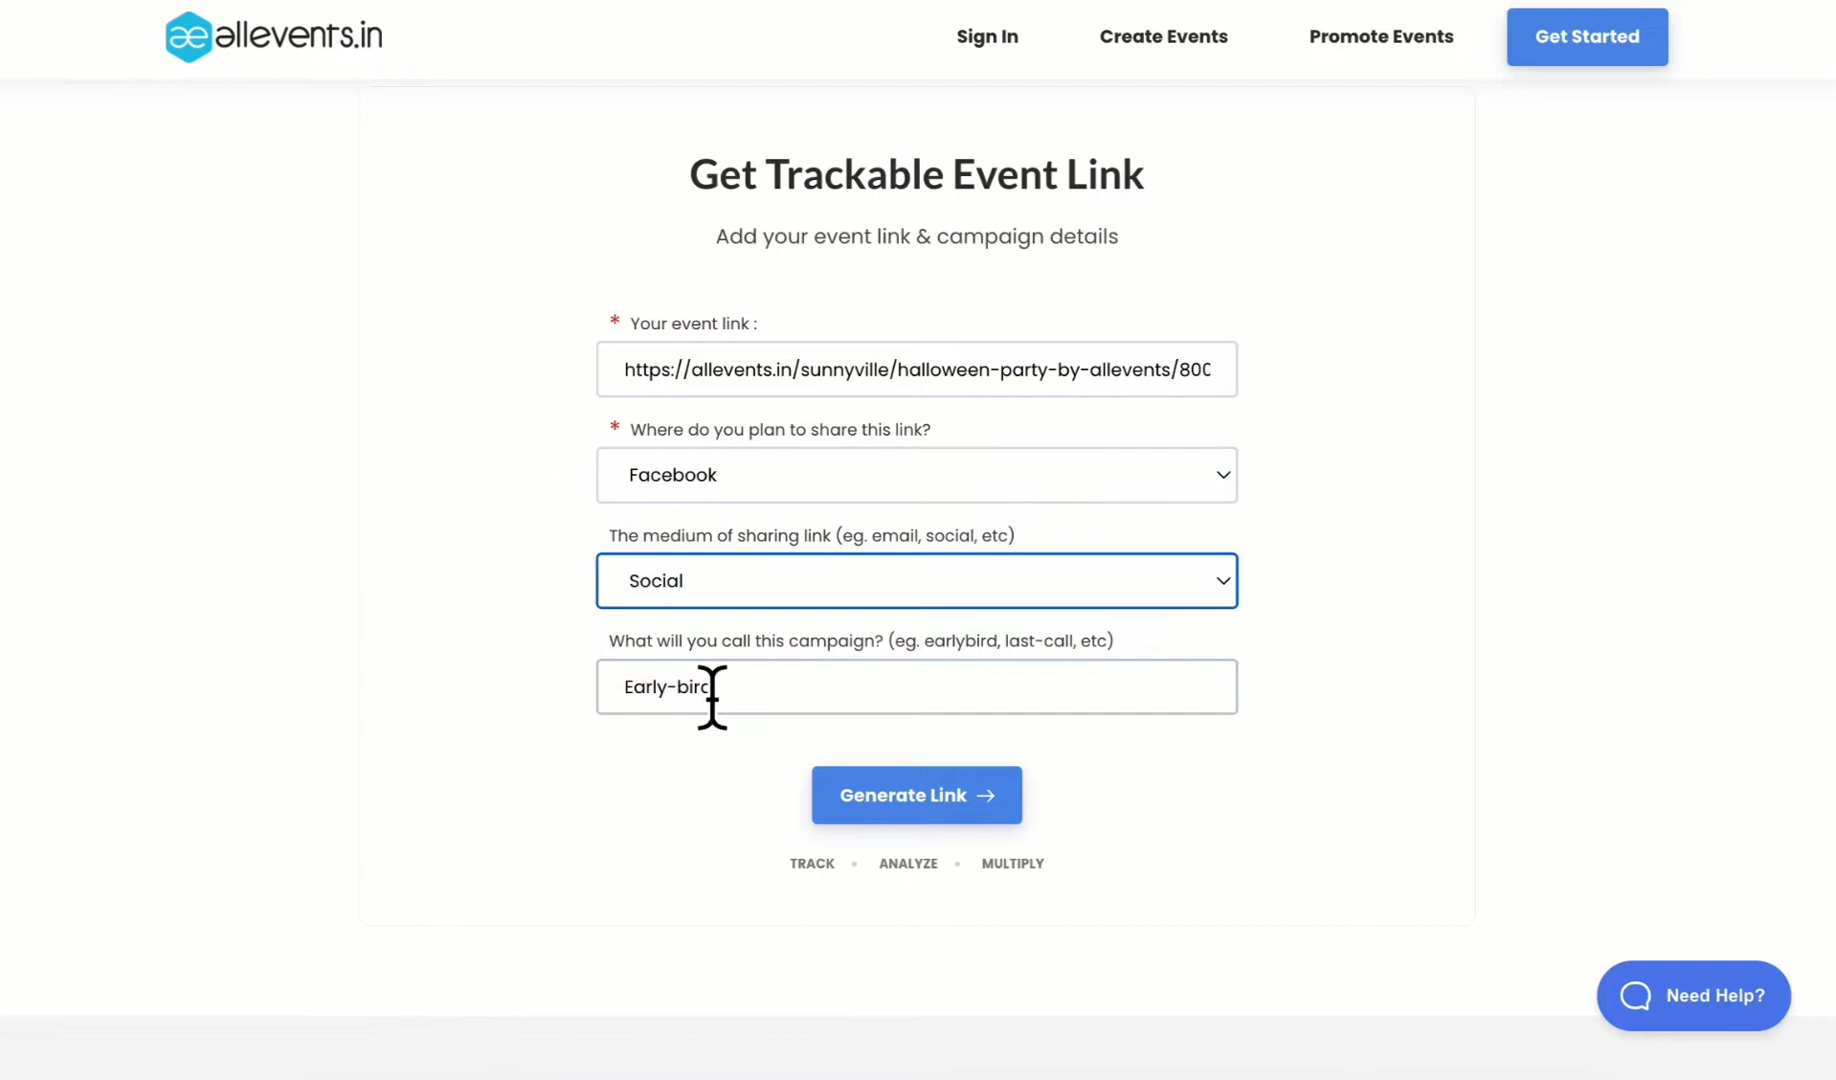 æallevents.in
Sign In
Create Events
Promote Events
Get Started
Get Trackable Event Link
Add your event link & campaign details
* Your event link :
https://allevents.in/sunnyville/halloween-party-by-allevents/800
* Where do you plan to share this link?
Facebook
The medium of sharing link (eg. email, social, etc)
Social
What will you call this campaign? (eg. earlybird, last-call, etc)
Early-bird
Generate Link →
TRACK • ANALYZE • MULTIPLY
Need Help?